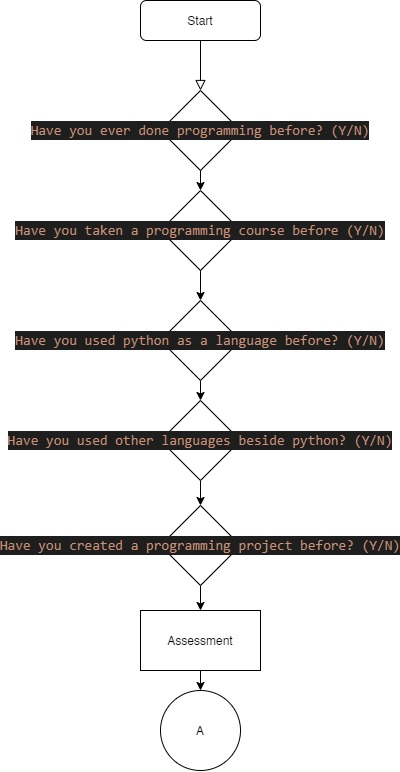 Start
Have you ever done programming before? (Y/N)
Have you taken a programming course before (Y/N)
Have you used python as a language before? (Y/N)
Have you used other languages beside python? (Y/N)
Have you created a programming project before? (Y/N)
Assessment
A